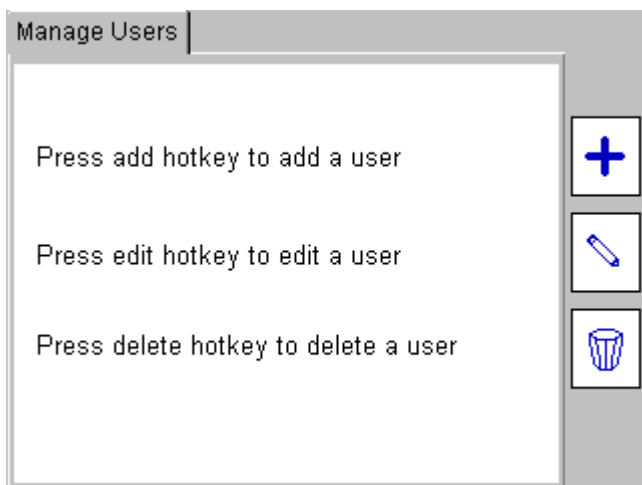 Manage Users
Press add hotkey to add a user
Press edit hotkey to edit a user
Press delete hotkey to delete a user